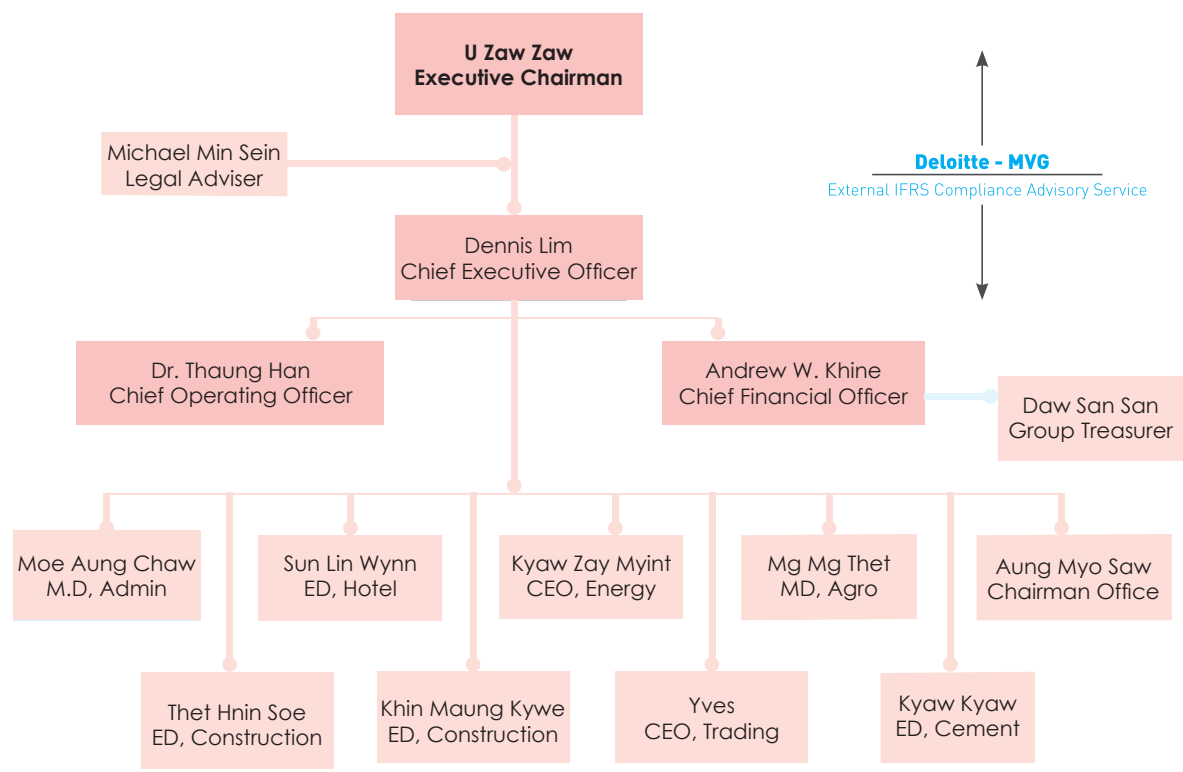 U Zaw Zaw
Executive Chairman
Michael Min Sein
Legal Adviser
Deloitte - MVG
External IFRS Compliance Advisory Service
Dennis Lim
Chief Executive Officer
Dr. Thaung Han
Chief Operating Officer
Andrew W. Khine
Chief Financial Officer
Daw San San
Group Treasurer
Moe Aung Chaw
M.D, Admin
Sun Lin Wynn
ED, Hotel
Kyaw Zay Myint
CEO, Energy
Mg Mg Thet
MD, Agro
Aung Myo Saw
Chairman Office
Thet Hnin Soe
ED, Construction
Khin Maung Kywe
ED, Construction
Yves
CEO, Trading
Kyaw Kyaw
ED, Cement